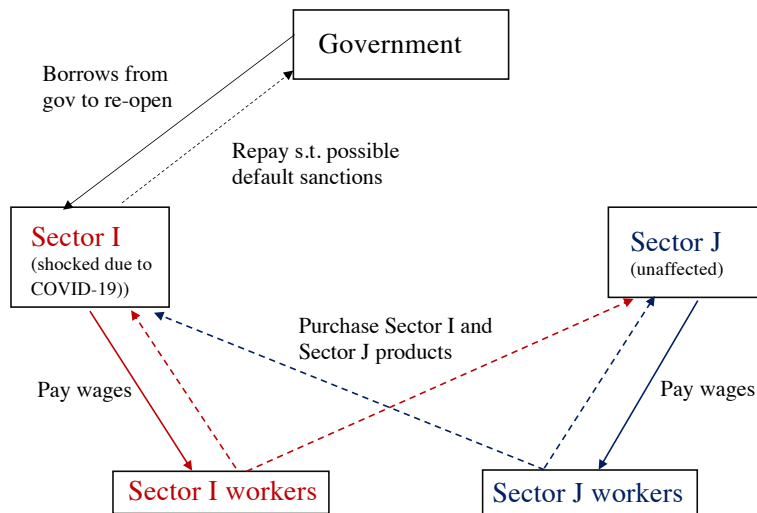 Government
Borrows from
gov to re-open
Repay s.t. possible
default sanctions
Sector I
(shocked due to
COVID-19))
Sector J
(unaffected)
Purchase Sector I and
Sector J products
Pay wages
Pay wages
Sector I workers
Sector J workers